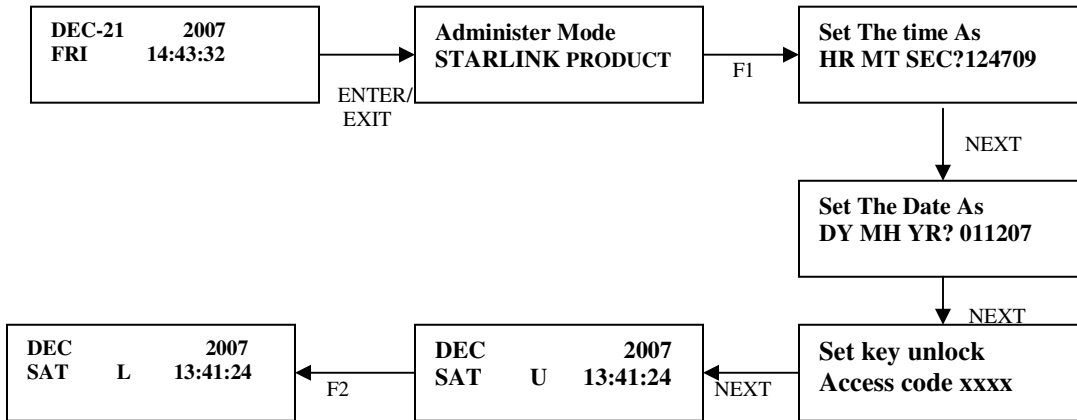 DEC-21 2007
FRI 14:43:32
ENTER/
EXIT
Administer Mode
STARLINK PRODUCT
F1
Set The time As
HR MT SEC?124709
NEXT
Set The Date As
DY MH YR? 011207
NEXT
Set key unlock
Access code xxxx
NEXT
DEC 2007
SAT U 13:41:24
F2
DEC 2007
SAT L 13:41:24